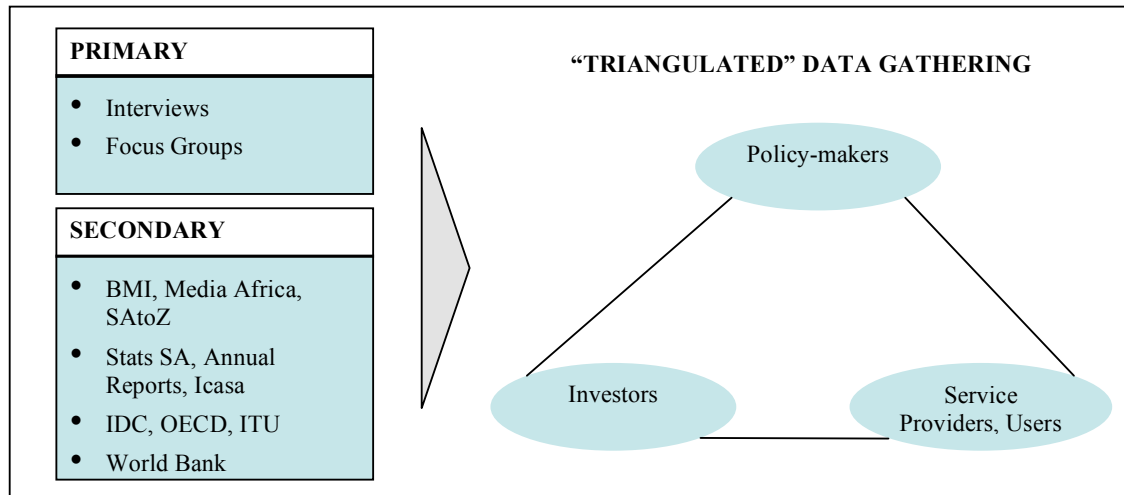 PRIMARY
• Interviews
• Focus Groups
SECONDARY
• BMI, Media Africa,
SAtoZ
• Stats SA, Annual
Reports, Icasa
• IDC, OECD, ITU
• World Bank
“TRIANGULATED” DATA GATHERING
Policy-makers
Investors
Service
Providers, Users